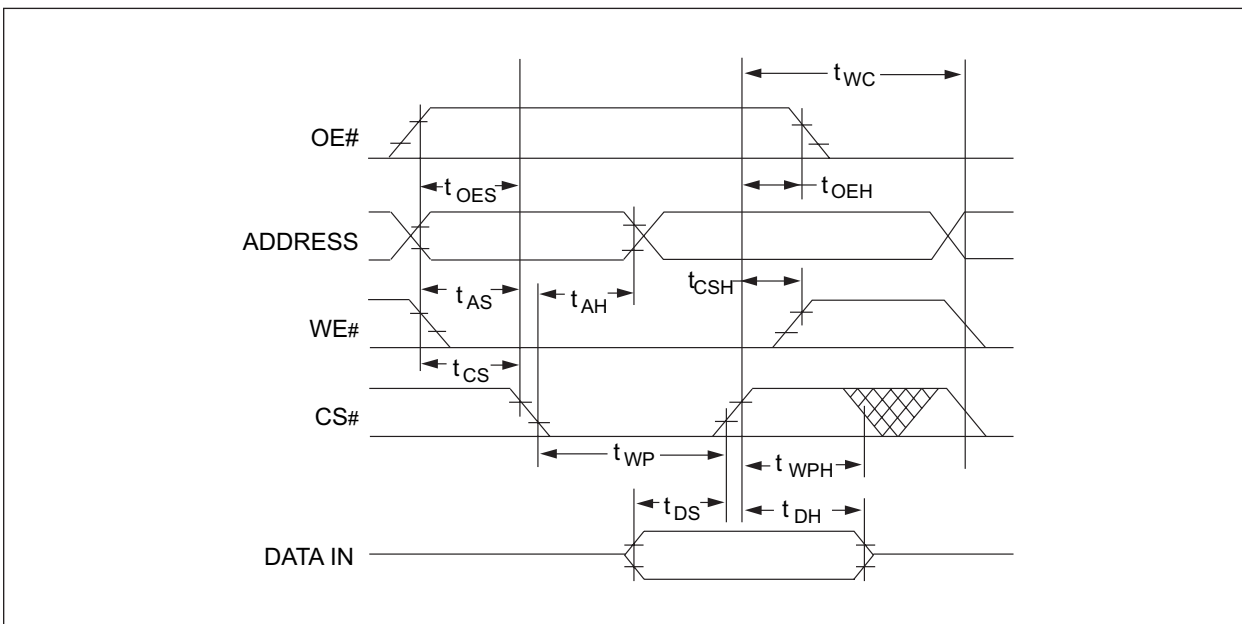 tWC
OE#
tOES
tOEH
ADDRESS
tAS
tAH
tCSH
WE#
tCS
CS#
tWP
tWPH
tDS
tDH
DATA IN